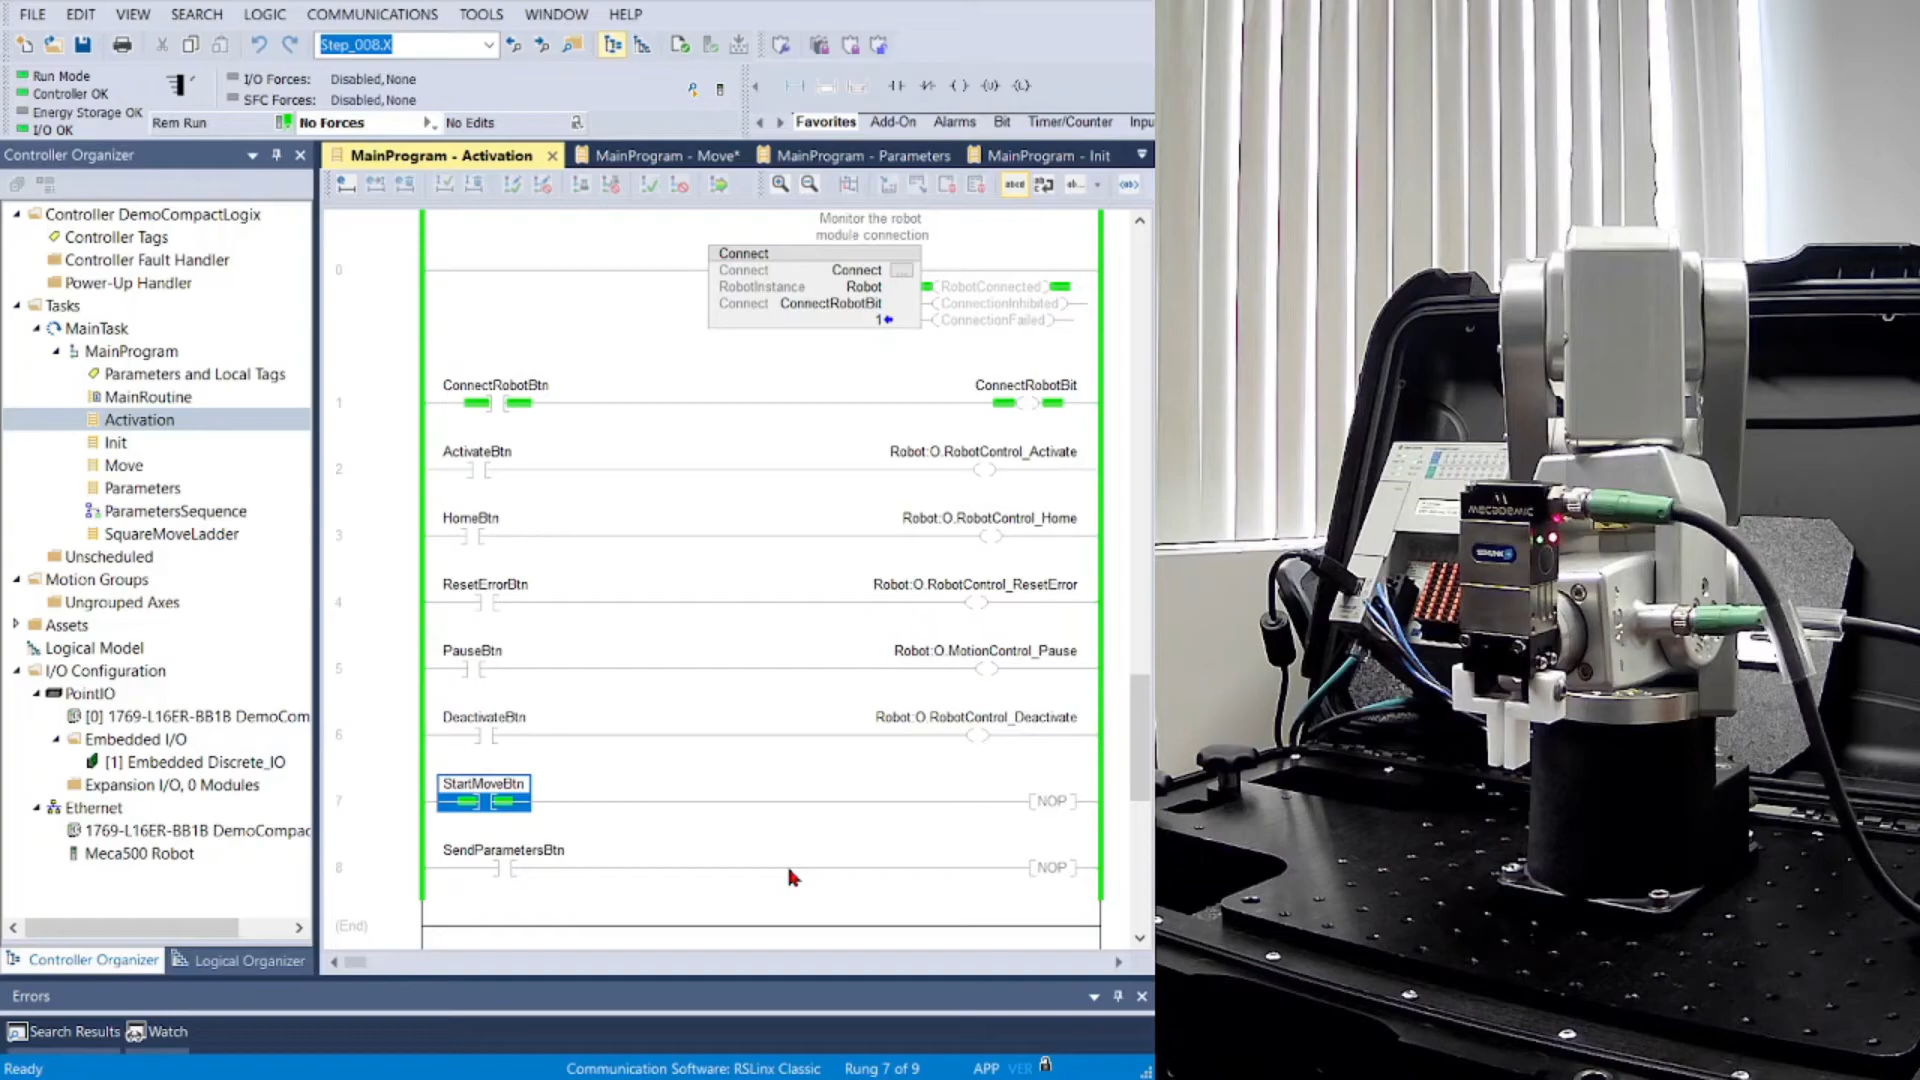 FILE EDIT VIEW SEARCH LOGIC COMMUNICATIONS TOOLS WINDOW HELP
Step_008.X
Run Mode
Controller OK
Energy Storage OK
I/O OK
I/O Forces: Disabled,None
SFC Forces: Disabled,None
Rem Run No Forces No Edits
Favorites Add-On Alarms Bit Timer/Counter Inpu
Controller Organizer
MainProgram - Activation MainProgram - Move* MainProgram - Parameters MainProgram - Init
Controller DemoCompactLogix
Controller Tags
Controller Fault Handler
Power-Up Handler
Tasks
MainTask
MainProgram
Parameters and Local Tags
MainRoutine
Activation
Init
Move
Parameters
ParametersSequence
SquareMoveLadder
Unscheduled
Motion Groups
Ungrouped Axes
Assets
Logical Model
I/O Configuration
PointIO
[0] 1769-L16ER-BB1B DemoCom
Embedded I/O
[1] Embedded Discrete_IO
Expansion I/O, 0 Modules
Ethernet
1769-L16ER-BB1B DemoCompac
Meca500 Robot
Controller Organizer Logical Organizer
Monitor the robot
module connection
0
Connect
Connect Connect ...
RobotInstance Robot
Connect ConnectRobotBit
1
RobotConnected
ConnectionInhibited
ConnectionFailed
ConnectRobotBtn ConnectRobotBit
1
ActivateBtn Robot:O.RobotControl_Activate
2
HomeBtn Robot:O.RobotControl_Home
3
ResetErrorBtn Robot:O.RobotControl_ResetError
4
PauseBtn Robot:O.MotionControl_Pause
5
DeactivateBtn Robot:O.RobotControl_Deactivate
6
StartMoveBtn
7 NOP
SendParametersBtn
8 NOP
(End)
Errors
Search Results Watch
Ready Communication Software: RSLinx Classic Rung 7 of 9 APP VER
MECADEMIC
SCHUNK